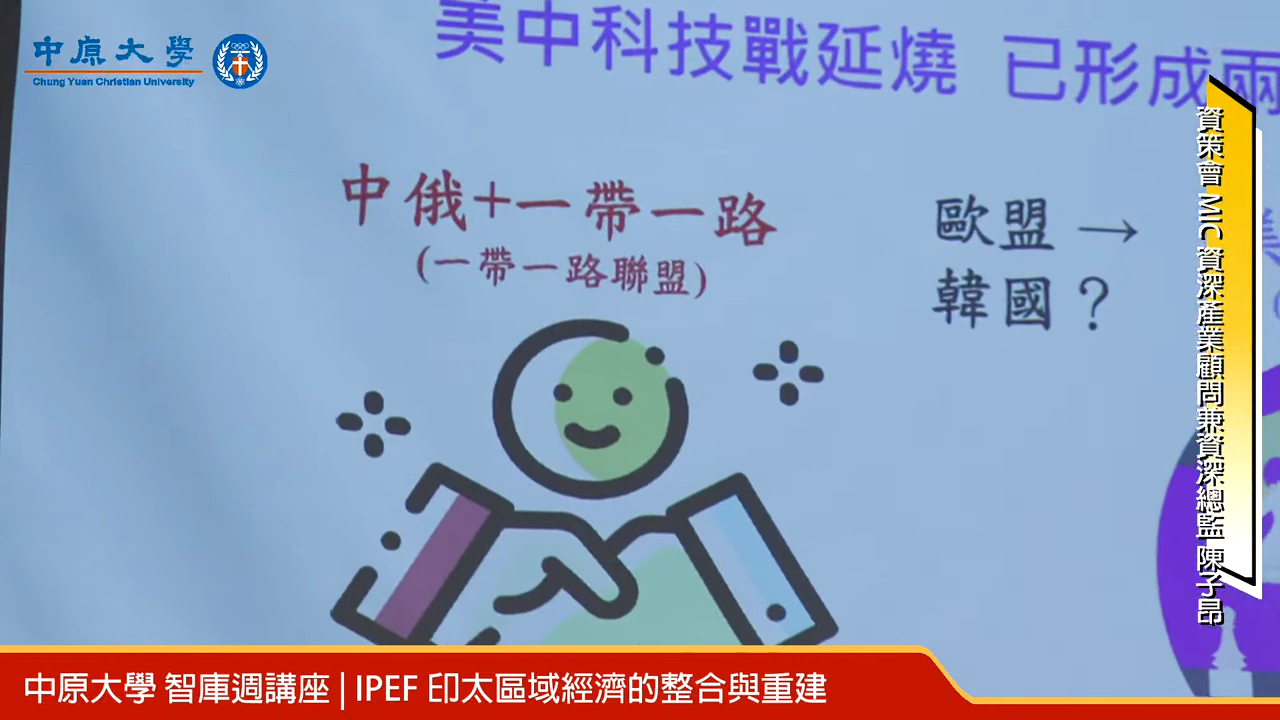 中原大學
Chung Yuan Christian University
美中科技戰延燒 已形成兩
中俄+一帶一路
(一帶一路聯盟)
歐盟 →
韓國？
資策會 MIC 資深產業顧問兼資深總監 陳子昂
中原大學 智庫週講座 | IPEF 印太區域經濟的整合與重建